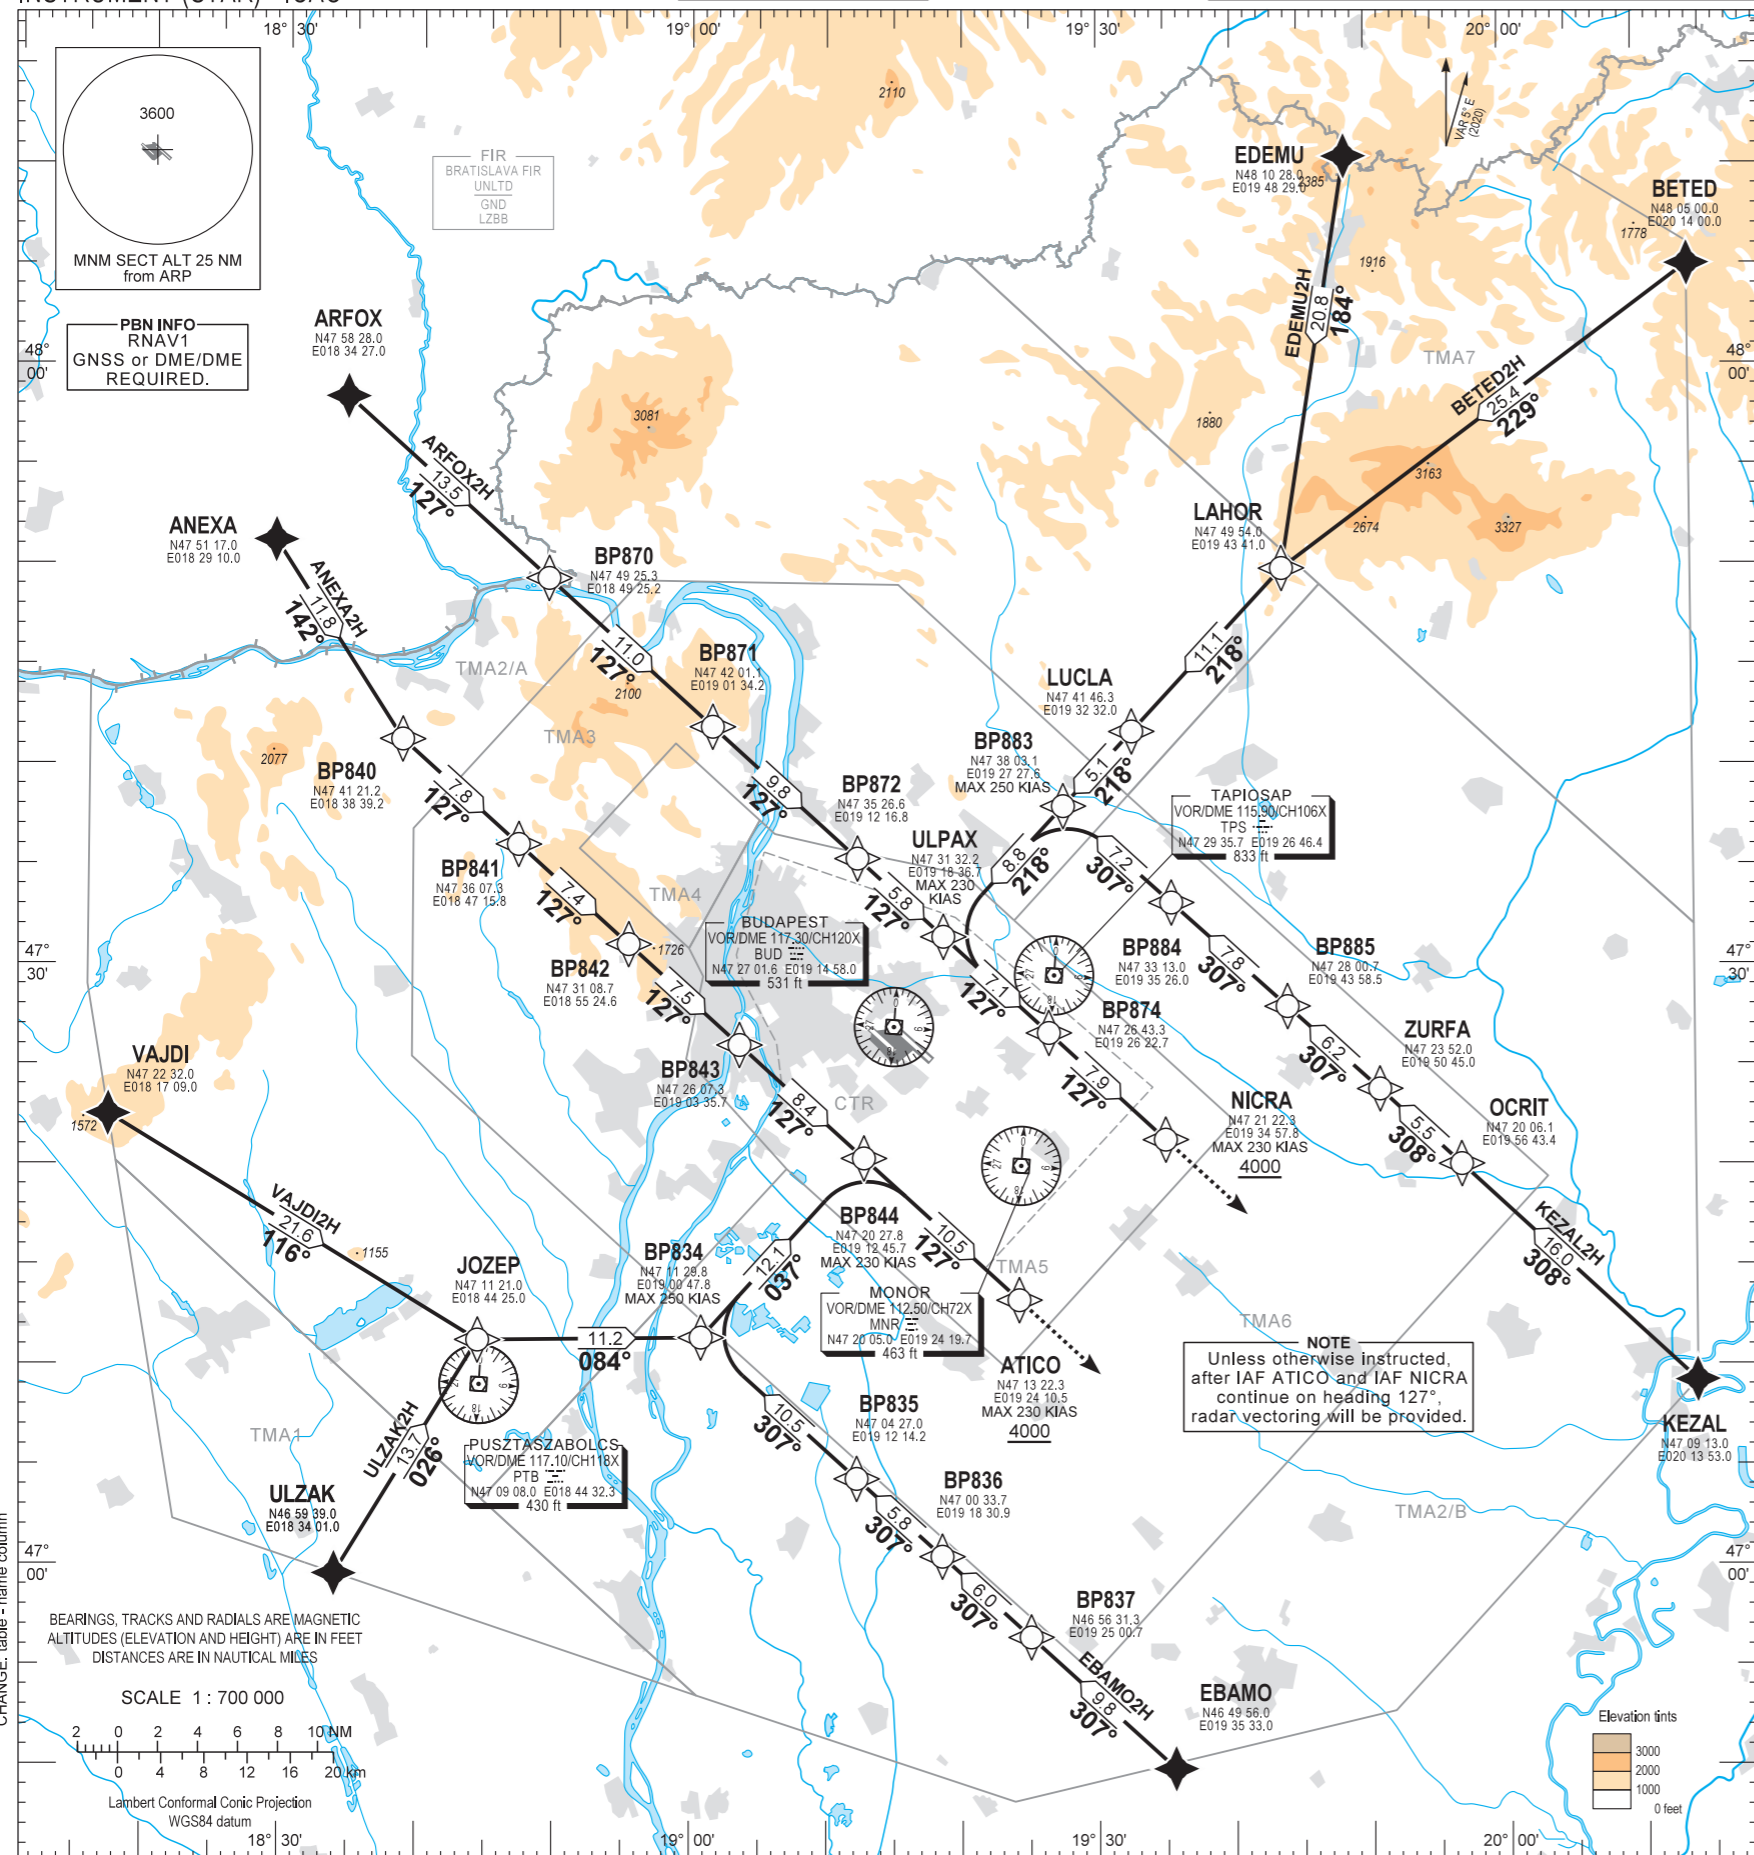 18° 30'
19° 00'
19° 30'
20° 00'
3600
MNM SECT ALT 25 NM
from ARP
PBN INFO
RNAV1
GNSS or DME/DME
REQUIRED.
FIR
BRATISLAVA FIR
UNLTD
GND
LZBB
2110
VAR 5° E
(2020)
EDEMU
N48 10 28.0
E019 48 29.0
2385
BETED
N48 05 00.0
E020 14 00.0
1778
1916
EDEMU2H
20.8
184°
BETED2H
25.4
229°
TMA7
48°
00'
48°
00'
ARFOX
N47 58 28.0
E018 34 27.0
ARFOX2H
13.5
127°
3081
1880
3163
2674
3327
LAHOR
N47 49 54.0
E019 43 41.0
ANEXA
N47 51 17.0
E018 29 10.0
ANEXA2H
11.8
142°
BP870
N47 49 25.3
E018 49 25.2
11.0
127°
2100
TMA2/A
BP871
N47 42 01.1
E019 01 34.2
11.1
218°
LUCLA
N47 41 46.3
E019 32 32.0
TMA3
2077
BP840
N47 41 21.2
E018 38 39.2
7.8
127°
9.8
127°
BP872
N47 35 26.6
E019 12 16.8
BP883
N47 38 03.1
E019 27 27.6
MAX 250 KIAS
5.1
218°
TAPIOSAP
VOR/DME 115.90/CH106X
TPS
N47 29 35.7 E019 26 46.4
833 ft
ULPAX
N47 31 32.2
E019 18 36.7
MAX 230
KIAS
8.8
218°
7.2
307°
BP841
N47 36 07.3
E018 47 15.8
7.4
127°
TMA4
5.8
127°
BUDAPEST
VOR/DME 117.30/CH120X
BUD
N47 27 01.6 E019 14 58.0
531 ft
1726
BP842
N47 31 08.7
E018 55 24.6
7.5
127°
7.1
127°
BP884
N47 33 13.0
E019 35 26.0
7.8
307°
BP885
N47 28 00.7
E019 43 58.5
47°
30'
47°
30'
BP874
N47 26 43.3
E019 26 22.7
6.2
307°
ZURFA
N47 23 52.0
E019 50 45.0
VAJDI
N47 22 32.0
E018 17 09.0
1572
BP843
N47 26 07.3
E019 03 35.7
8.4
127°
CTR
7.9
127°
NICRA
N47 21 22.3
E019 34 57.8
MAX 230 KIAS
4000
5.5
308°
OCRIT
N47 20 06.1
E019 56 43.4
VAJDI2H
21.6
116°
1155
JOZEP
N47 11 21.0
E018 44 25.0
BP834
N47 11 29.8
E019 00 47.8
MAX 250 KIAS
12.1
037°
BP844
N47 20 27.8
E019 12 45.7
MAX 230 KIAS
10.5
127°
TMA5
KEZAL2H
16.0
308°
MONOR
VOR/DME 112.50/CH72X
MNR
N47 20 05.0 E019 24 19.7
463 ft
11.2
084°
TMA6
NOTE
Unless otherwise instructed,
after IAF ATICO and IAF NICRA
continue on heading 127°,
radar vectoring will be provided.
ATICO
N47 13 22.3
E019 24 10.5
MAX 230 KIAS
4000
KEZAL
N47 09 13.0
E020 13 53.0
TMA1
ULZAK2H
13.7
026°
PUSZTASZABOLCS
VOR/DME 117.10/CH118X
PTB
N47 09 08.0 E018 44 32.3
430 ft
10.5
307°
BP835
N47 04 27.0
E019 12 14.2
ULZAK
N46 59 39.0
E018 34 01.0
5.8
307°
BP836
N47 00 33.7
E019 18 30.9
TMA2/B
47°
00'
47°
00'
6.0
307°
BP837
N46 56 31.3
E019 25 00.7
EBAMO2H
9.8
307°
EBAMO
N46 49 56.0
E019 35 33.0
CHANGE: table - name column
BEARINGS, TRACKS AND RADIALS ARE MAGNETIC
ALTITUDES (ELEVATION AND HEIGHT) ARE IN FEET
DISTANCES ARE IN NAUTICAL MILES
SCALE 1 : 700 000
2 0 2 4 6 8 10 NM
0 4 8 12 16 20 km
Lambert Conformal Conic Projection
WGS84 datum
Elevation tints
3000
2000
1000
0 feet
18° 30'
19° 00'
19° 30'
20° 00'